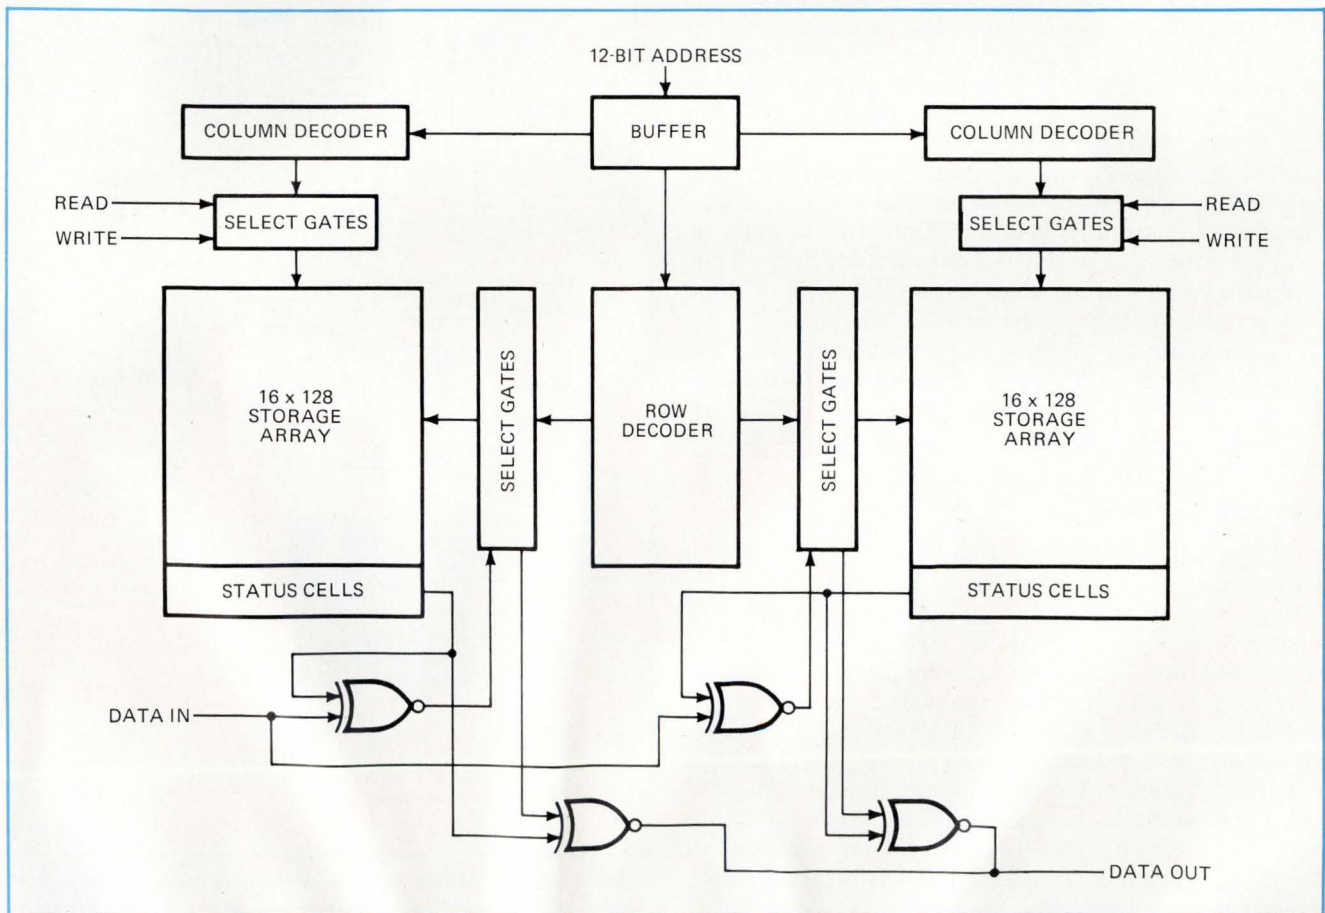 12-BIT ADDRESS
COLUMN DECODER
BUFFER
COLUMN DECODER
READ
WRITE
SELECT GATES
SELECT GATES
READ
WRITE
16 x 128
STORAGE
ARRAY
SELECT GATES
ROW
DECODER
SELECT GATES
16 x 128
STORAGE
ARRAY
STATUS CELLS
STATUS CELLS
DATA IN
DATA OUT